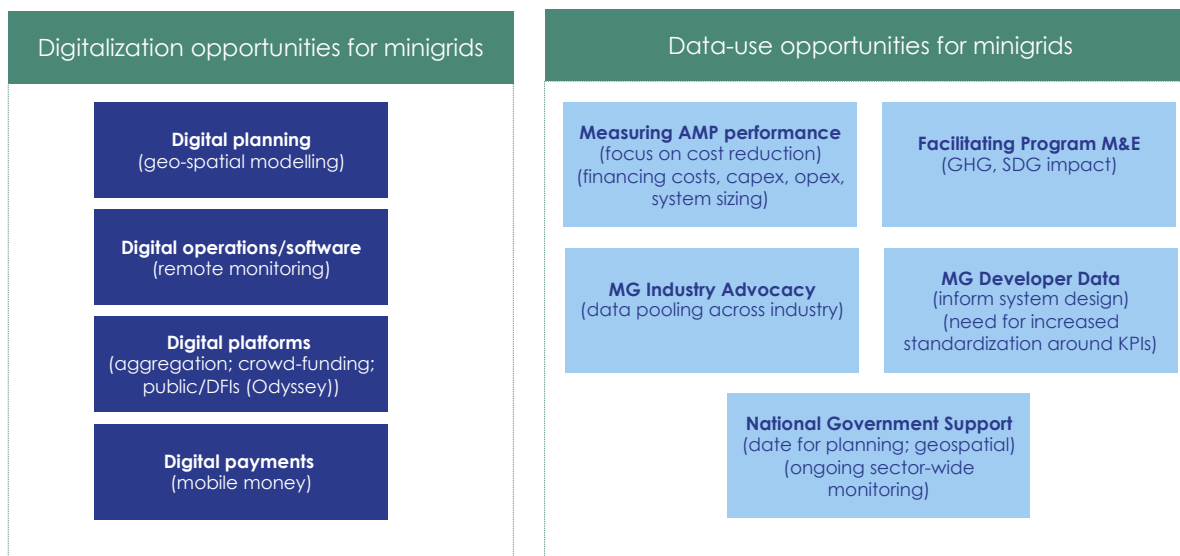 Digitalization opportunities for minigrids
Digital planning
(geo-spatial modelling)
Digital operations/software
(remote monitoring)
Digital platforms
(aggregation; crowd-funding;
public/DFIs (Odyssey))
Digital payments
(mobile money)
Data-use opportunities for minigrids
Measuring AMP performance
(focus on cost reduction)
(financing costs, capex, opex,
system sizing)
Facilitating Program M&E
(GHG, SDG impact)
MG Industry Advocacy
(data pooling across industry)
MG Developer Data
(inform system design)
(need for increased
standardization around KPIs)
National Government Support
(date for planning; geospatial)
(ongoing sector-wide
monitoring)